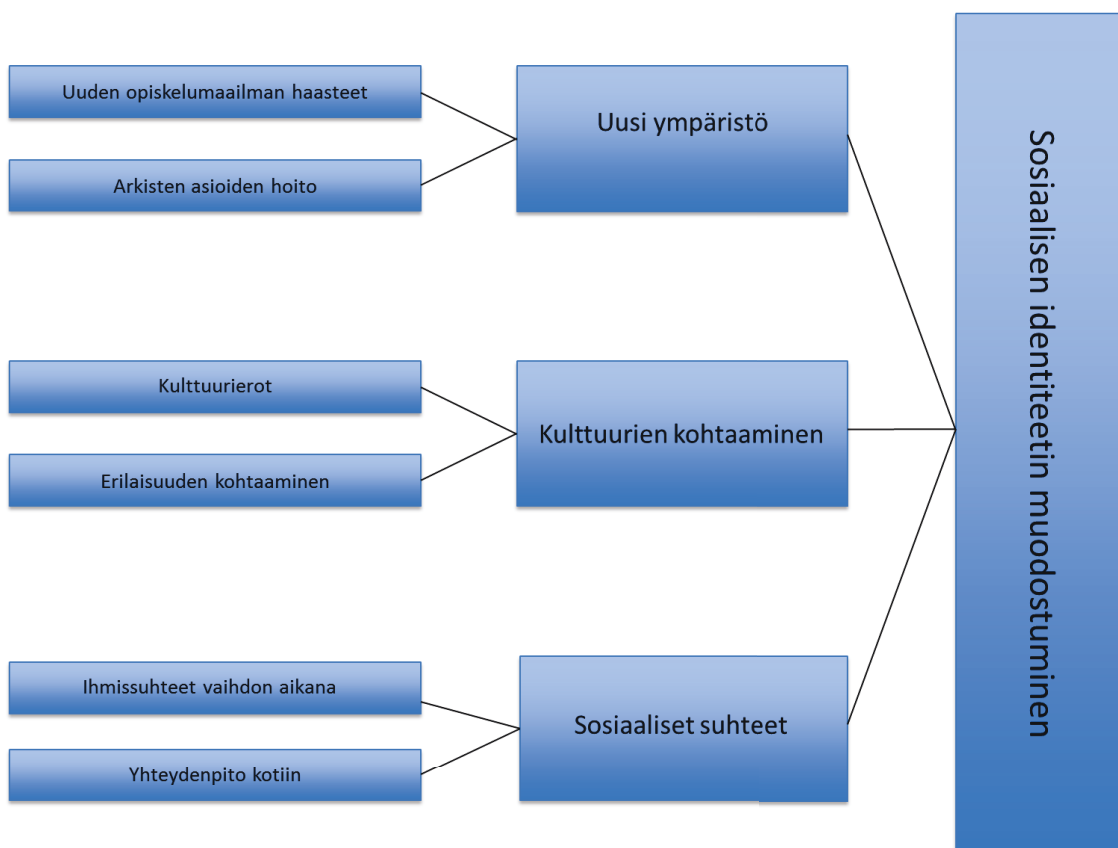 Uuden opiskelumaailman haasteet
Arkisten asioiden hoito
Uusi ympäristö
Kulttuurierot
Erilaisuuden kohtaaminen
Kulttuurien kohtaaminen
Ihmissuhteet vaihdon aikana
Yhteydenpito kotiin
Sosiaaliset suhteet
Sosiaalisen identiteetin muodostuminen